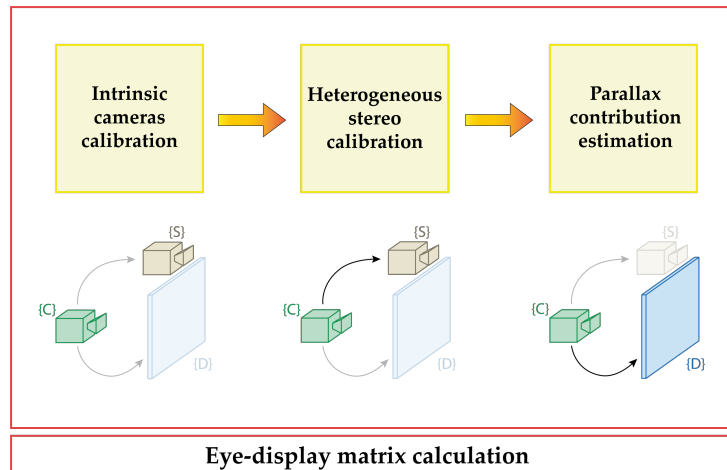 Intrinsic
cameras
calibration
Heterogeneous
stereo
calibration
Parallax
contribution
estimation
{S}
{C}
{D}
{S}
{C}
{D}
{S}
{C}
{D}
Eye-display matrix calculation